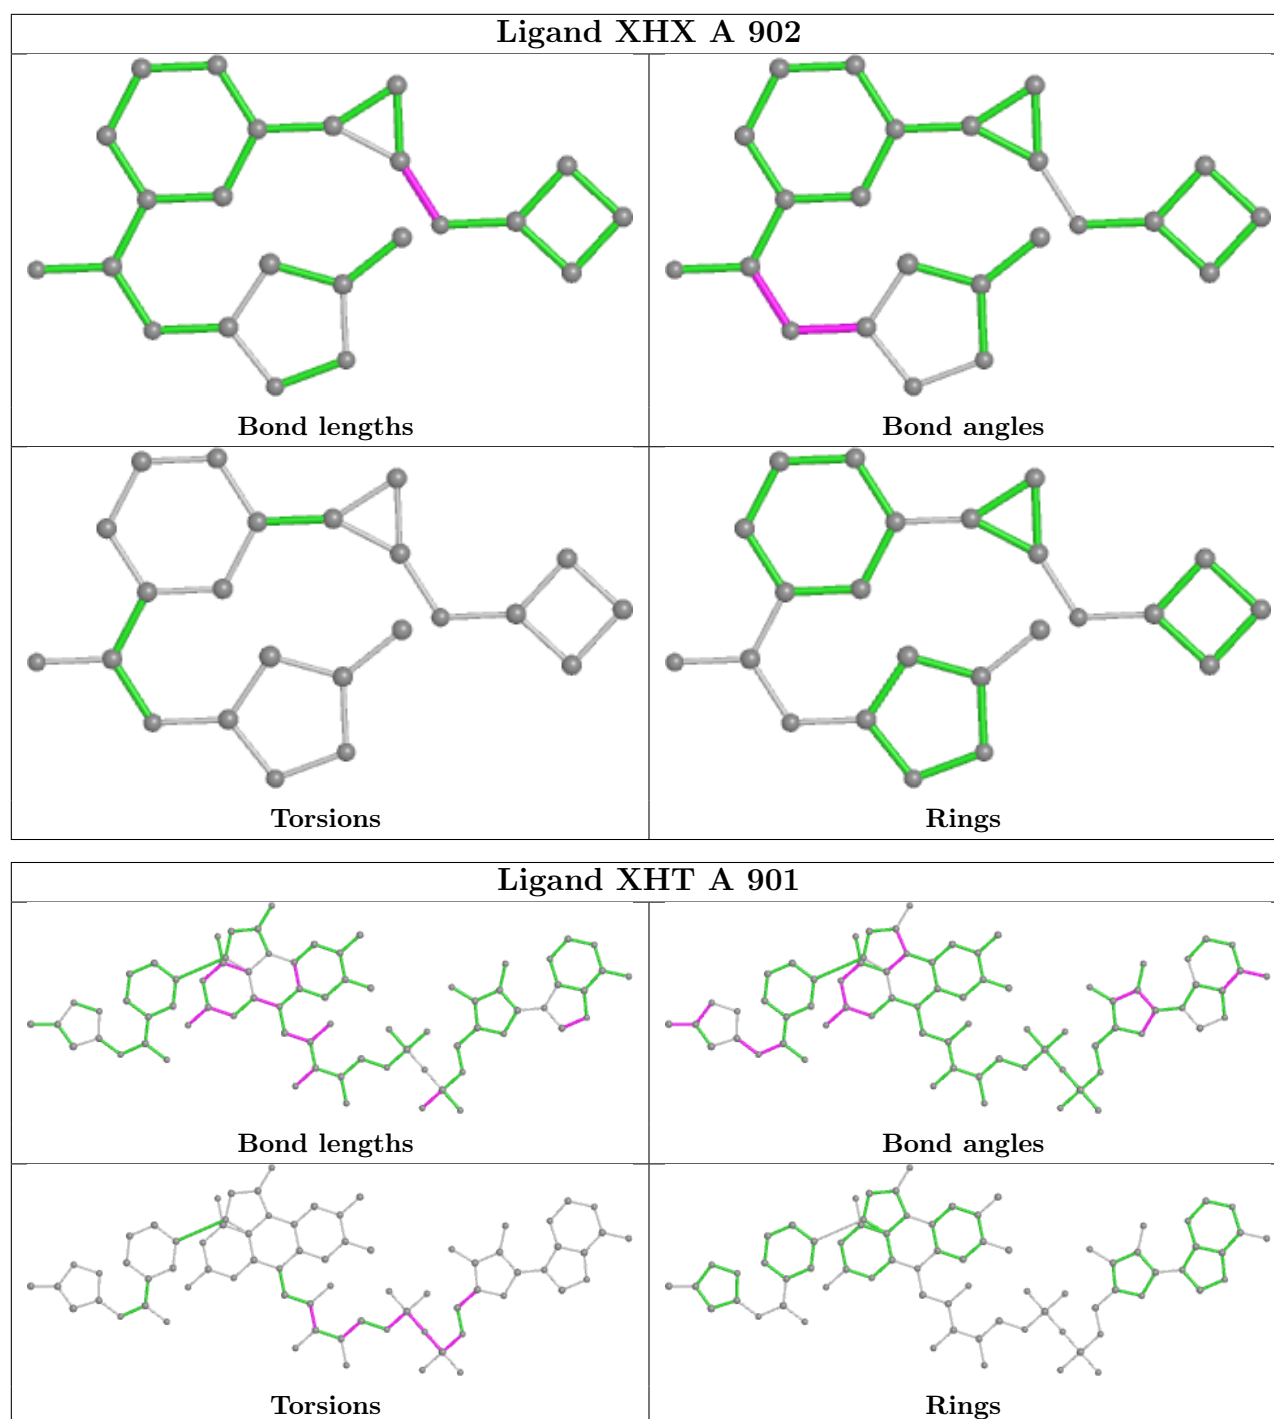 Ligand XHX A 902
Bond lengths
Bond angles
Torsions
Rings
Ligand XHT A 901
Bond lengths
Bond angles
Torsions
Rings